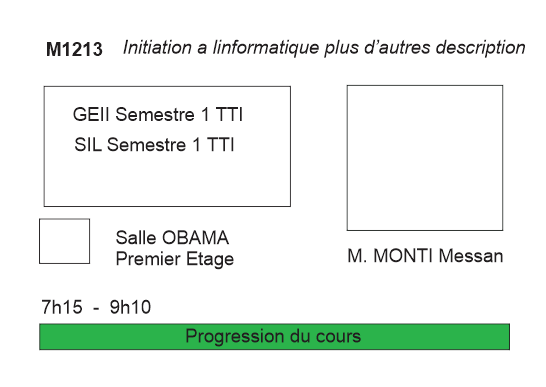 M1213 Initiation a linformatique plus d'autres description
GEII Semestre 1 TTI
SIL Semestre 1 TTI
Salle OBAMA
Premier Etage
M. MONTI Messan
7h15 - 9h10
Progression du cours